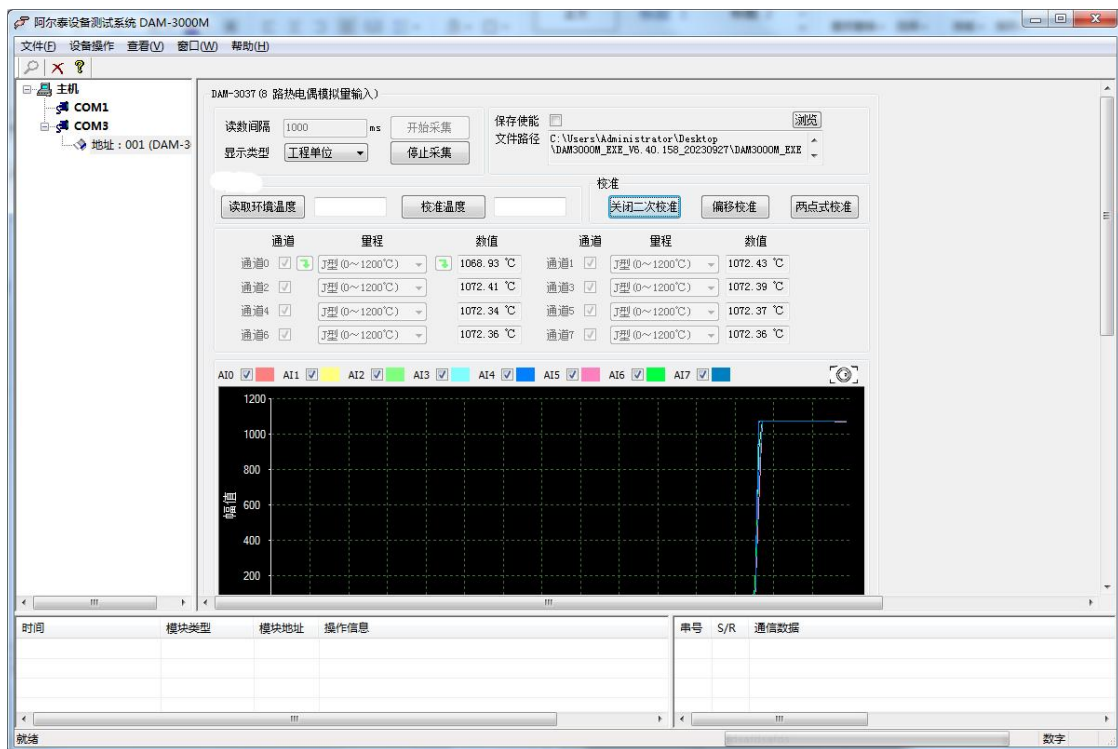 阿尔泰设备测试系统 DAM-3000M
文件(F) 设备操作 查看(V) 窗口(W) 帮助(H)
主机
COM1
COM3
地址：001 (DAM-3
DAM-3037(8 路热电偶模拟量输入)
读数间隔 1000 ms 开始采集
显示类型 工程单位 停止采集
保存使能 浏览
文件路径 C:\Users\Administrator\Desktop
\DAM3000M_EXE_V6.40.158_20230927\DAM3000M_EXE
读取环境温度 校准温度
校准
关闭二次校准 偏移校准 两点式校准
通道 量程 数值 通道 量程 数值
通道0 J型(0～1200℃) 1068.93 ℃ 通道1 J型(0～1200℃) 1072.43 ℃
通道2 J型(0～1200℃) 1072.41 ℃ 通道3 J型(0～1200℃) 1072.39 ℃
通道4 J型(0～1200℃) 1072.34 ℃ 通道5 J型(0～1200℃) 1072.37 ℃
通道6 J型(0～1200℃) 1072.36 ℃ 通道7 J型(0～1200℃) 1072.36 ℃
AI0 AI1 AI2 AI3 AI4 AI5 AI6 AI7
1200
1000
800
幅值
600
400
200
时间 模块类型 模块地址 操作信息
串号 S/R 通信数据
就绪 数字